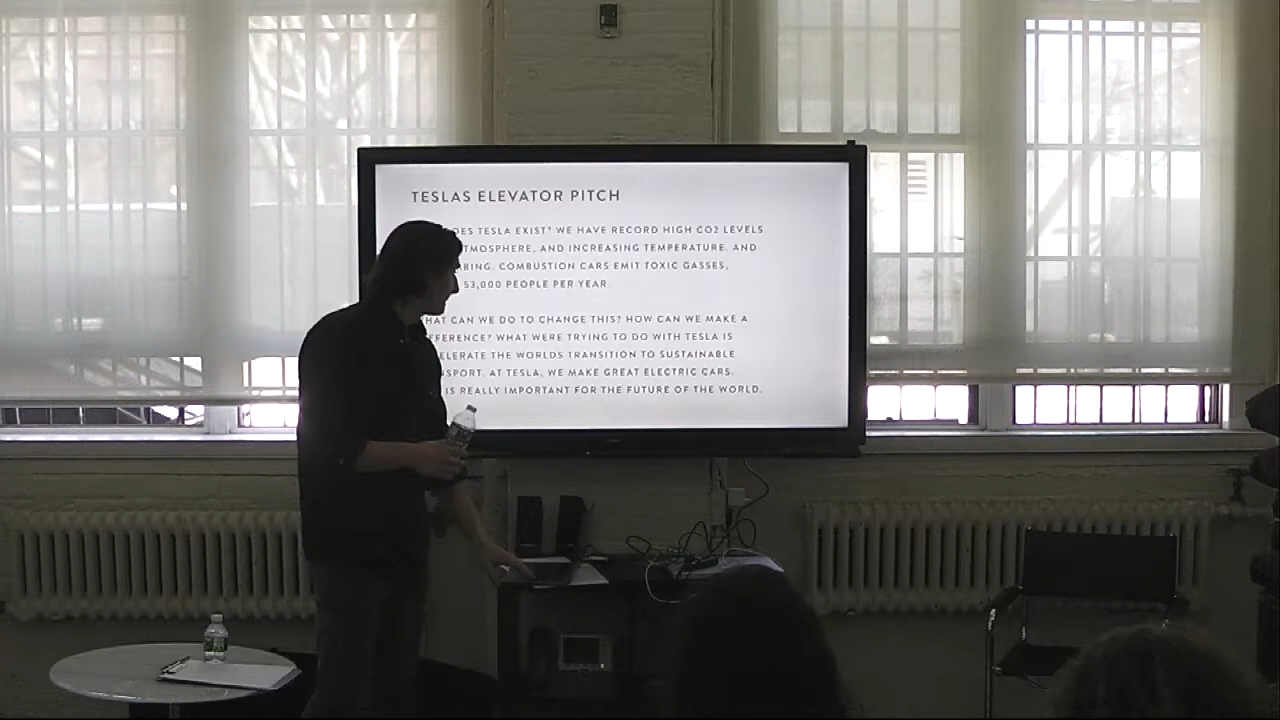 TESLAS ELEVATOR PITCH
DOES TESLA EXIST? WE HAVE RECORD HIGH CO2 LEVELS
ATMOSPHERE, AND INCREASING TEMPERATURE. AND
COMBUSTION CARS EMIT TOXIC GASSES,
53,000 PEOPLE PER YEAR.
WHAT CAN WE DO TO CHANGE THIS? HOW CAN WE MAKE A
DIFFERENCE? WHAT WERE TRYING TO DO WITH TESLA IS
THE WORLDS TRANSITION TO SUSTAINABLE
AT TESLA, WE MAKE GREAT ELECTRIC CARS.
IS REALLY IMPORTANT FOR THE FUTURE OF THE WORLD.